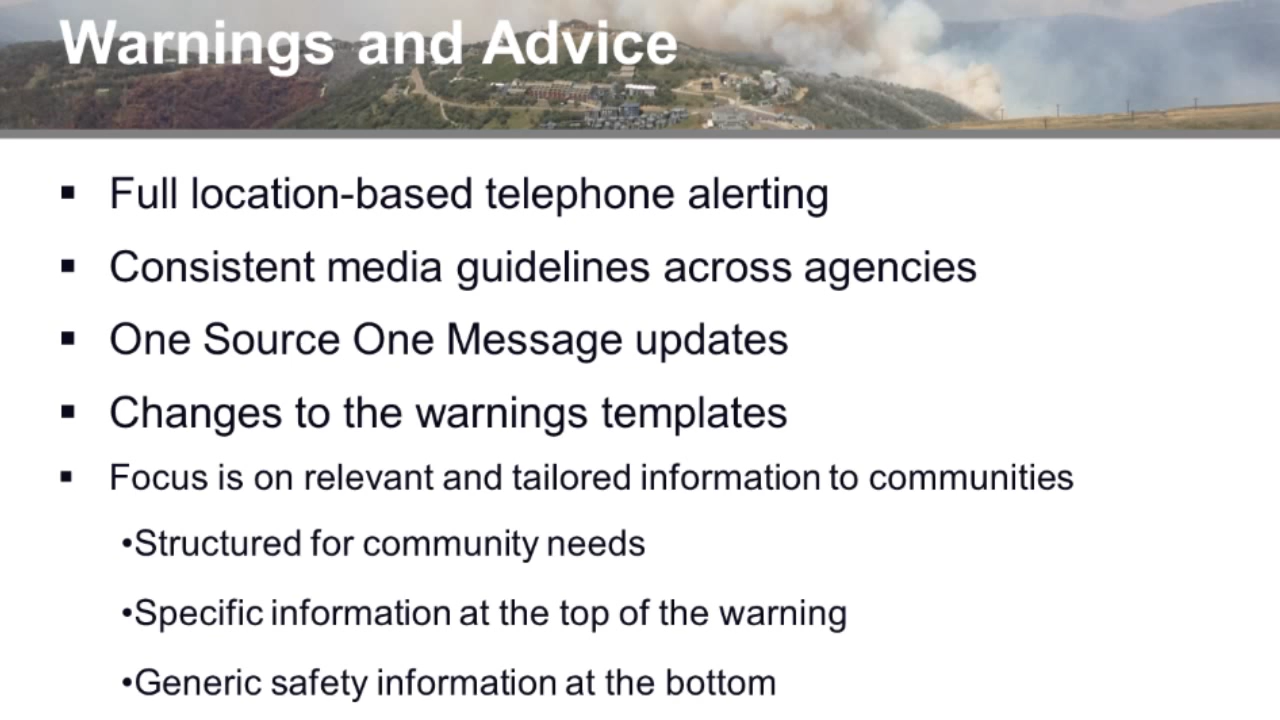 Warnings and Advice
▪ Full location-based telephone alerting
▪ Consistent media guidelines across agencies
▪ One Source One Message updates
▪ Changes to the warnings templates
▪ Focus is on relevant and tailored information to communities
•Structured for community needs
•Specific information at the top of the warning
•Generic safety information at the bottom